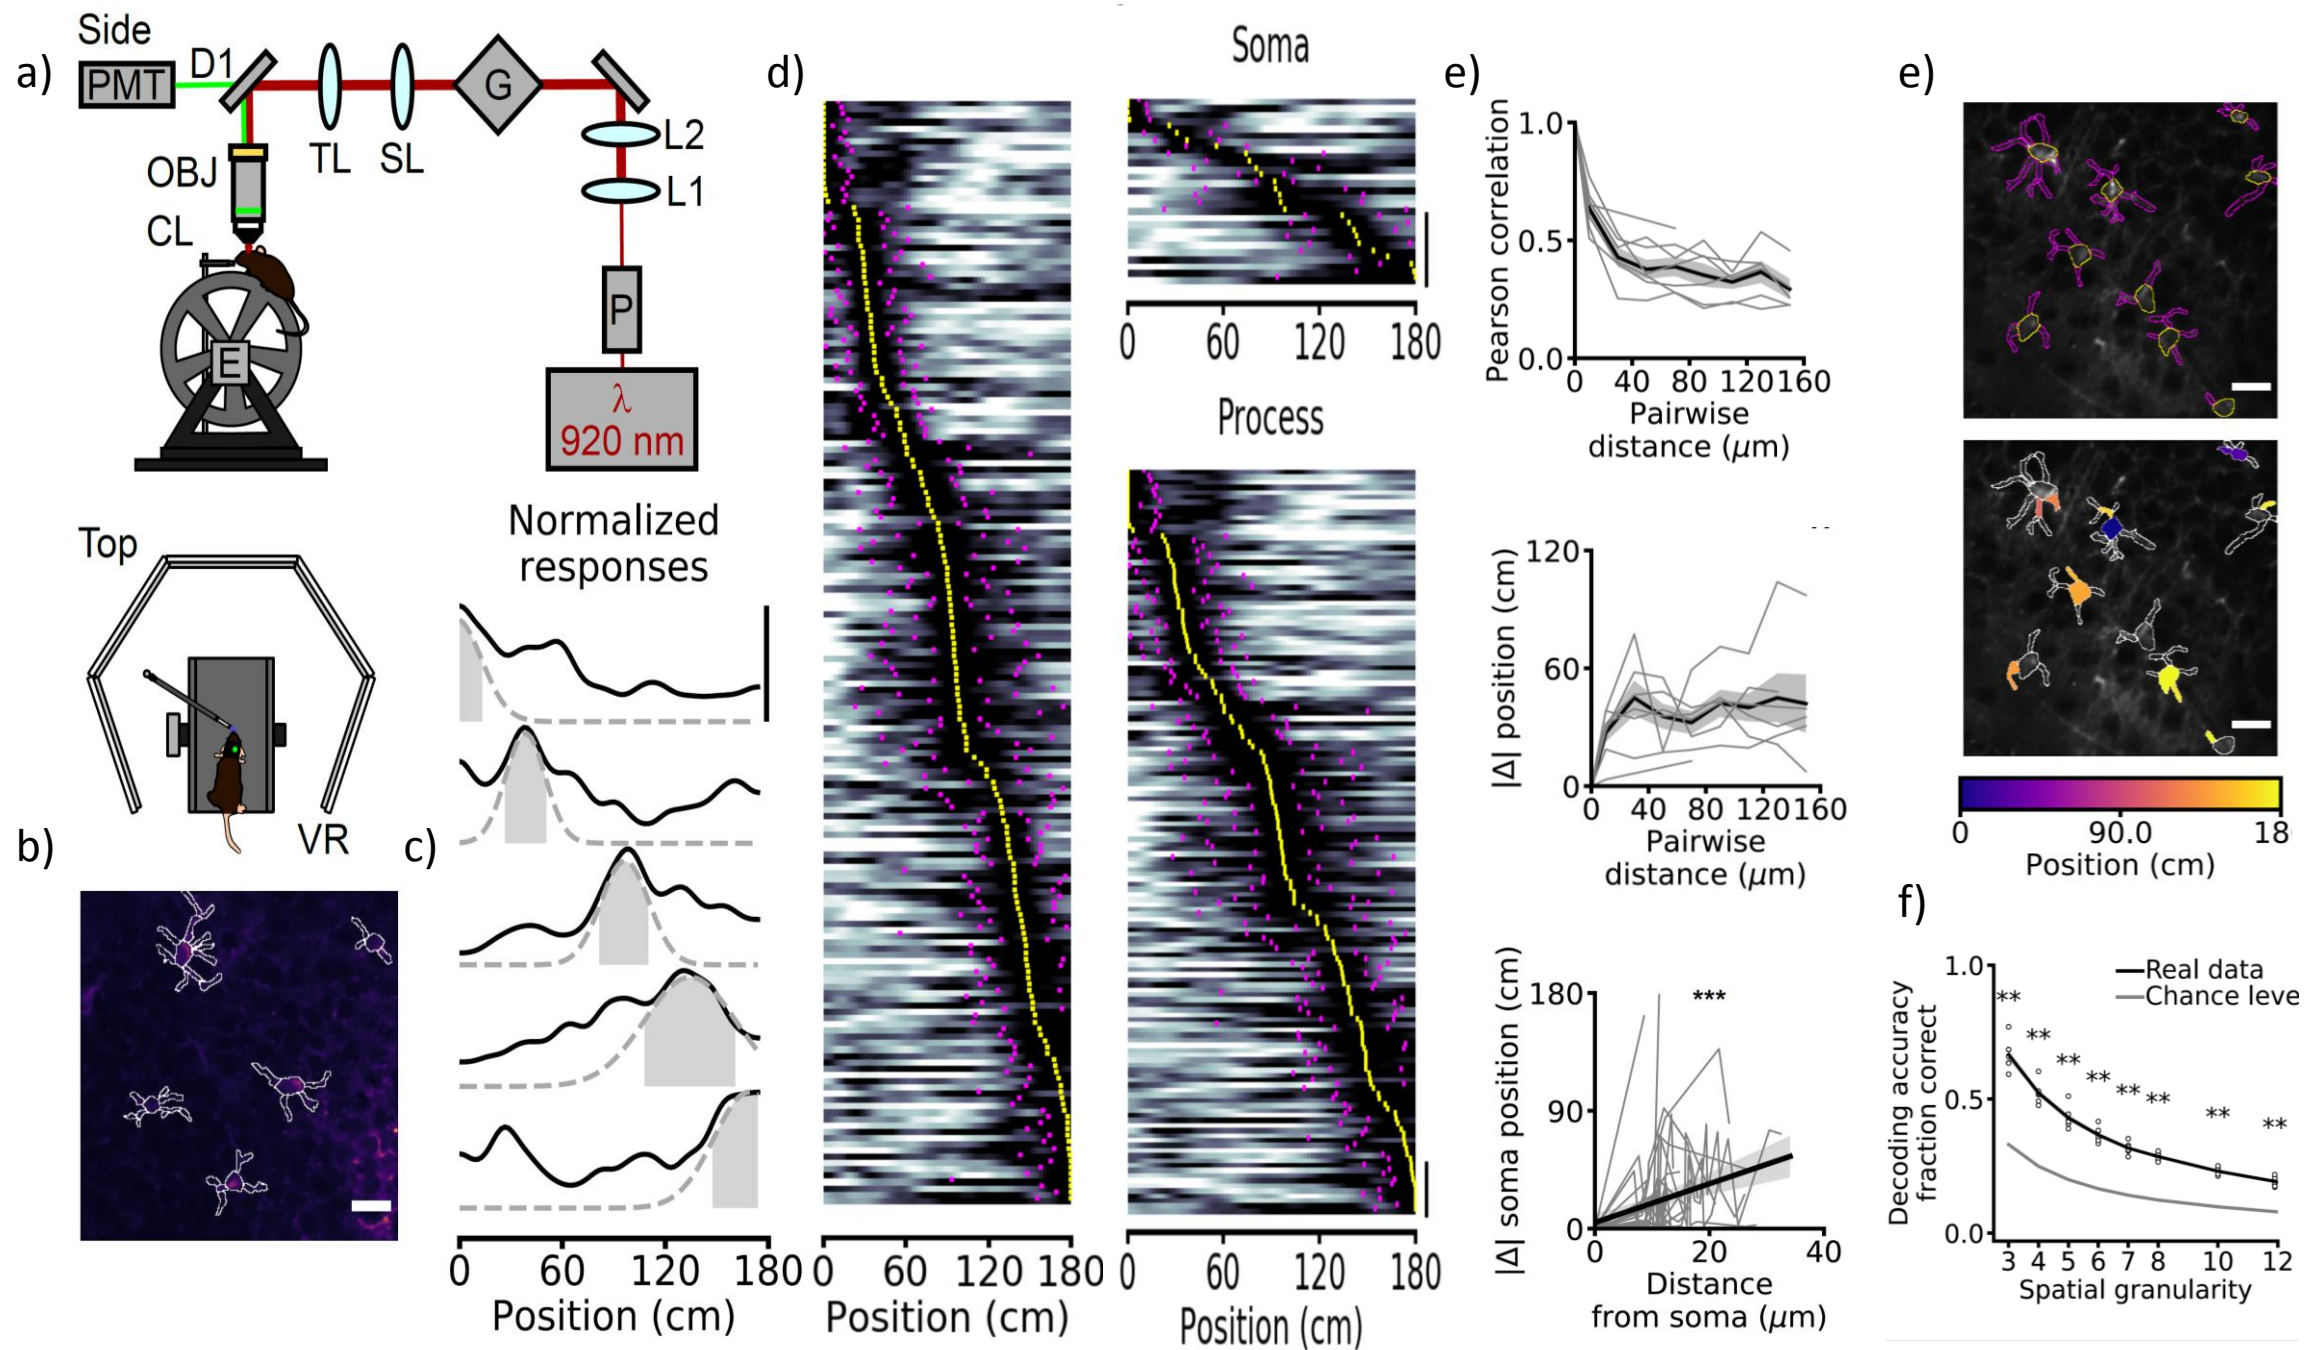 a)
Side
PMT
D1
TL
SL
G
L2
L1
OBJ
CL
E
P
λ
920 nm
Top
VR
b)
c)
Normalized
responses
0 60 120 180
Position (cm)
d)
0 60 120 180
Position (cm)
Soma
0 60 120 180
Process
0 60 120 180
Position (cm)
e)
Pearson correlation
1.0
0.5
0.0
0 40 80 120 160
Pairwise
distance (μm)
|Δ| position (cm)
120
60
0
0 40 80 120 160
Pairwise
distance (μm)
|Δ| soma position (cm)
180
90
0
***
0 20 40
Distance
from soma (μm)
e)
0 90.0 18
Position (cm)
f)
Decoding accuracy
fraction correct
1.0
0.5
0.0
Real data
Chance leve
** ** ** ** ** ** ** **
3 4 5 6 7 8 10 12
Spatial granularity